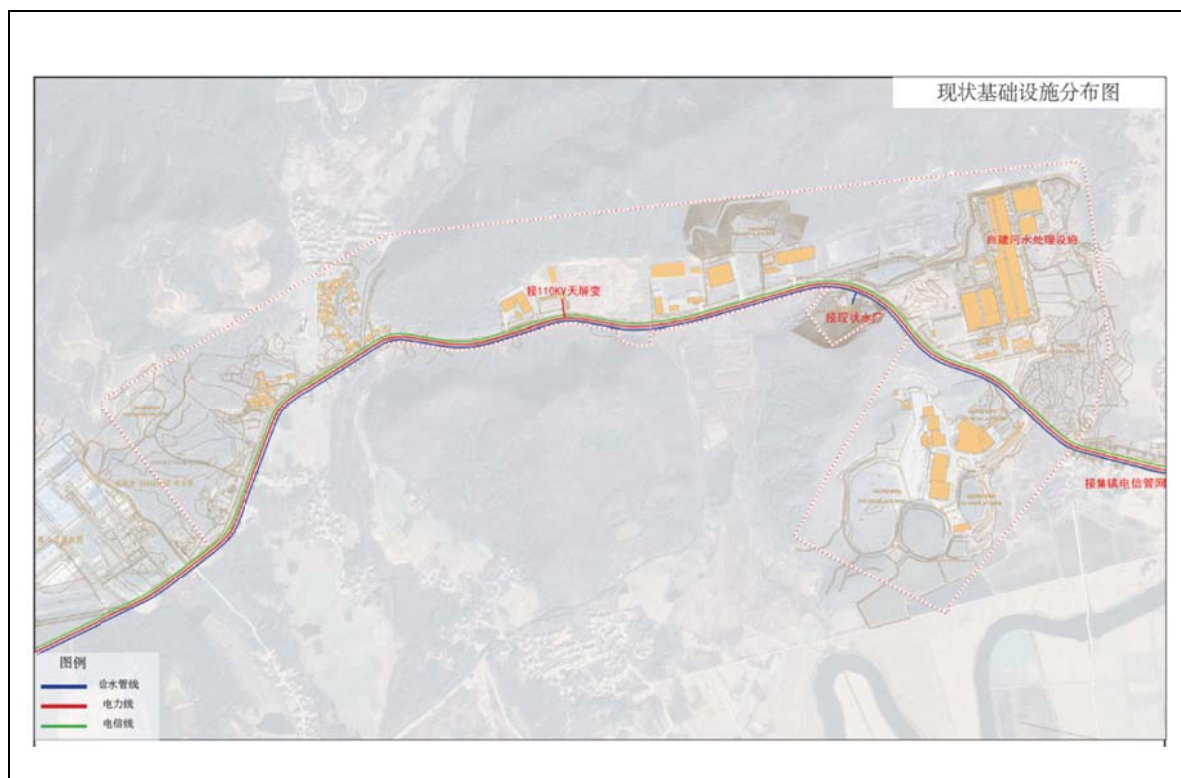 现状基础设施分布图
自建污水处理设施
接110KV天屏变
接现状水厂
接集镇电信管网
图例
给水管线
电力线
电信线